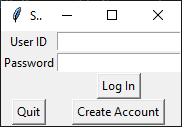 S..
User ID
Password
Log In
Quit
Create Account